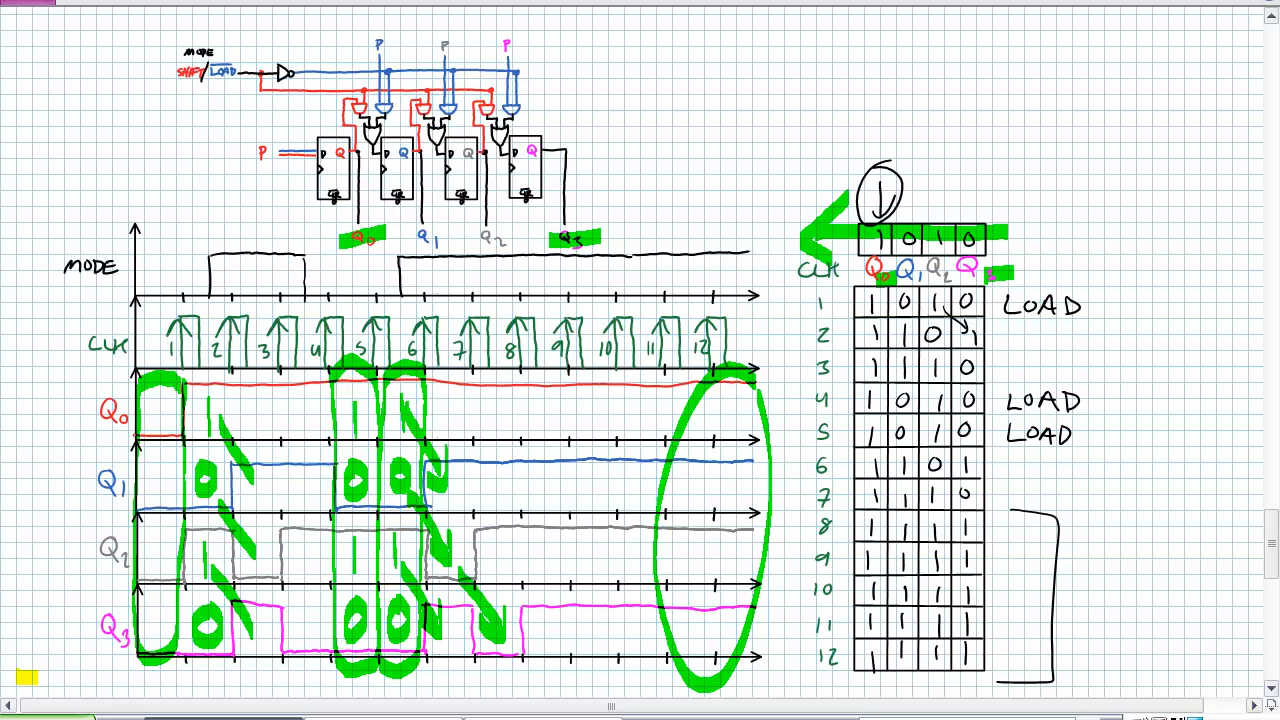 MODE
SHIFT/LOAD
P P P
P
D Q D Q D Q D Q
Q0 Q1 Q2 Q3
1 0 1 0
MODE
CLK Q0 Q1 Q2 Q3
1 1 0 1 0 LOAD
2 1 1 0 1
3 1 1 1 0
4 1 0 1 0 LOAD
5 1 0 1 0 LOAD
6 1 1 0 1
7 1 1 1 0
8 1 1 1 1
9 1 1 1 1
10 1 1 1 1
11 1 1 1 1
12 1 1 1 1
CLK 1 2 3 4 5 6 7 8 9 10 11 12
Q0 1 1 1
Q1 0 0 0
Q2 1 1 1
Q3 0 0 0